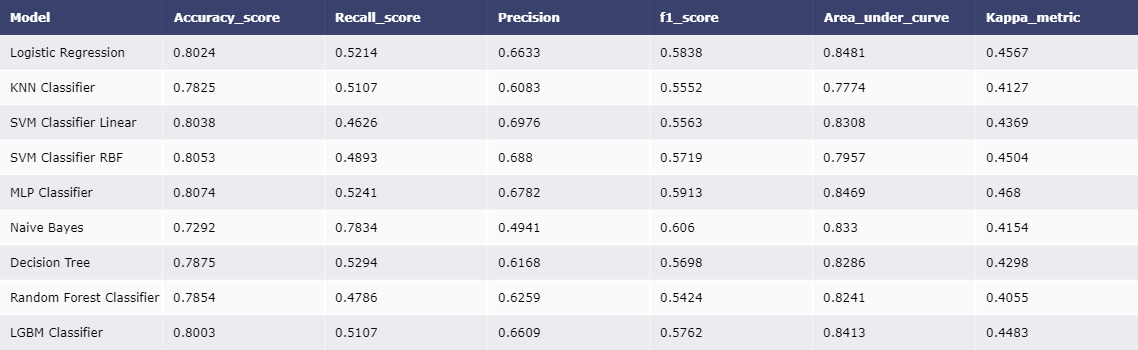 Model Accuracy_score Recall_score Precision f1_score Area_under_curve Kappa_metric
Logistic Regression 0.8024 0.5214 0.6633 0.5838 0.8481 0.4567
KNN Classifier 0.7825 0.5107 0.6083 0.5552 0.7774 0.4127
SVM Classifier Linear 0.8038 0.4626 0.6976 0.5563 0.8308 0.4369
SVM Classifier RBF 0.8053 0.4893 0.688 0.5719 0.7957 0.4504
MLP Classifier 0.8074 0.5241 0.6782 0.5913 0.8469 0.468
Naive Bayes 0.7292 0.7834 0.4941 0.606 0.833 0.4154
Decision Tree 0.7875 0.5294 0.6168 0.5698 0.8286 0.4298
Random Forest Classifier 0.7854 0.4786 0.6259 0.5424 0.8241 0.4055
LGBM Classifier 0.8003 0.5107 0.6609 0.5762 0.8413 0.4483